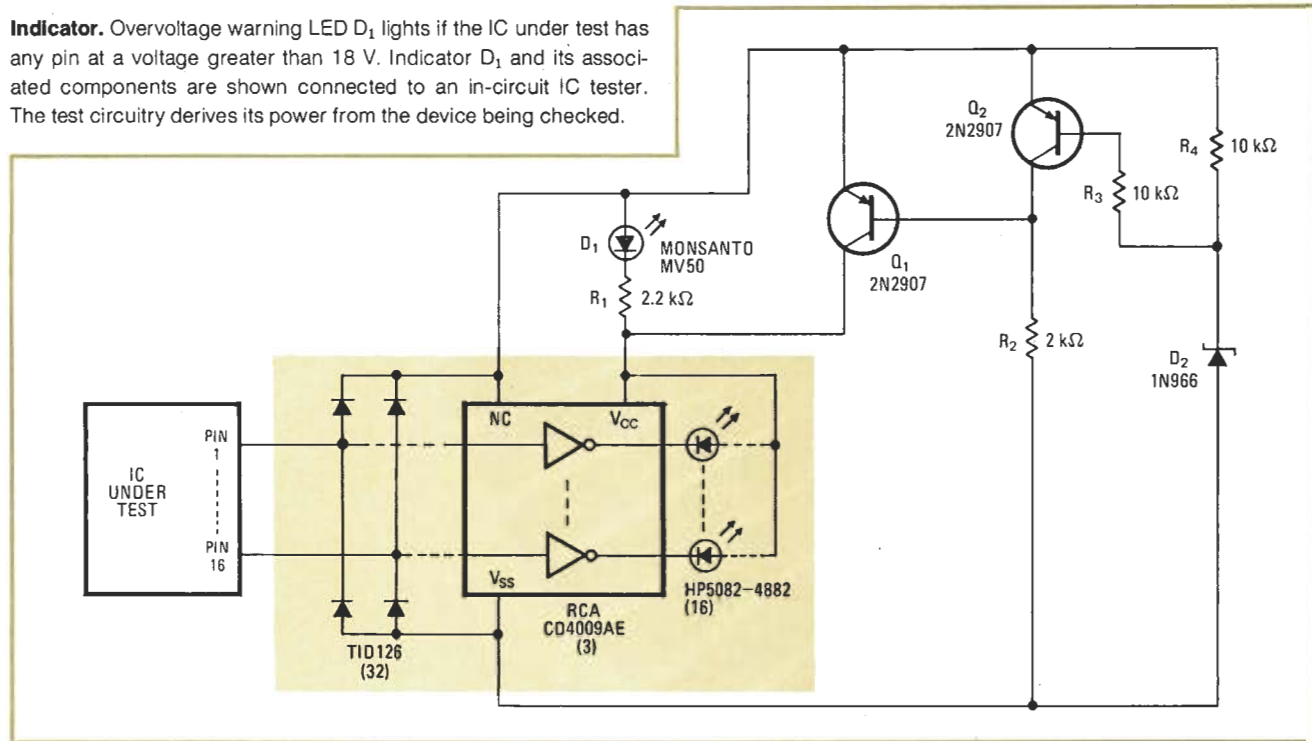 Indicator. Overvoltage warning LED D₁ lights if the IC under test has
any pin at a voltage greater than 18 V. Indicator D₁ and its associ-
ated components are shown connected to an in-circuit IC tester.
The test circuitry derives its power from the device being checked.
Q₂
2N2907
R₄
10 kΩ
R₃
10 kΩ
D₁
MONSANTO
MV50
Q₁
2N2907
R₁
2.2 kΩ
R₂
2 kΩ
D₂
1N966
IC
UNDER
TEST
PIN
1
PIN
16
NC
VCC
VSS
RCA
CD4009AE
(3)
HP5082-4882
(16)
TID126
(32)